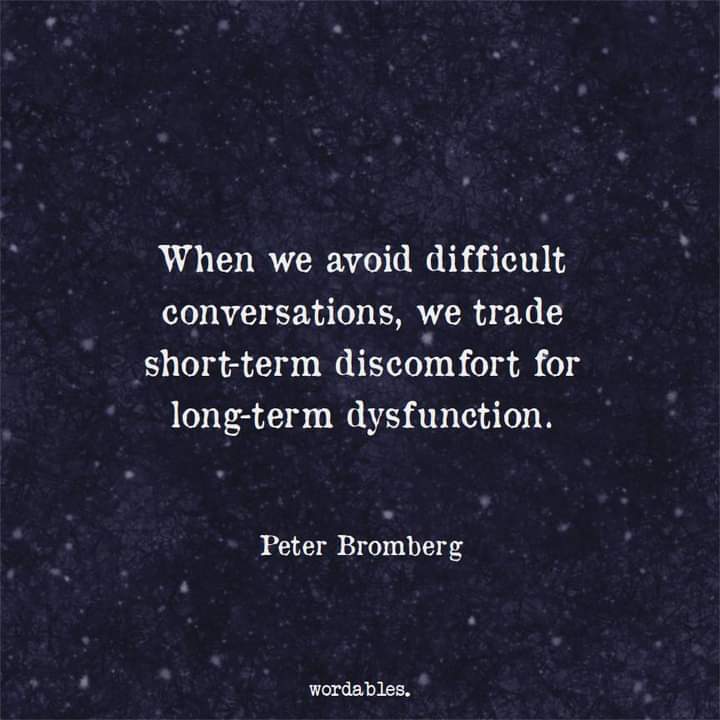 When we avoid difficult
conversations, we trade
short-term discomfort for
long-term dysfunction.
Peter Bromberg
wordables.